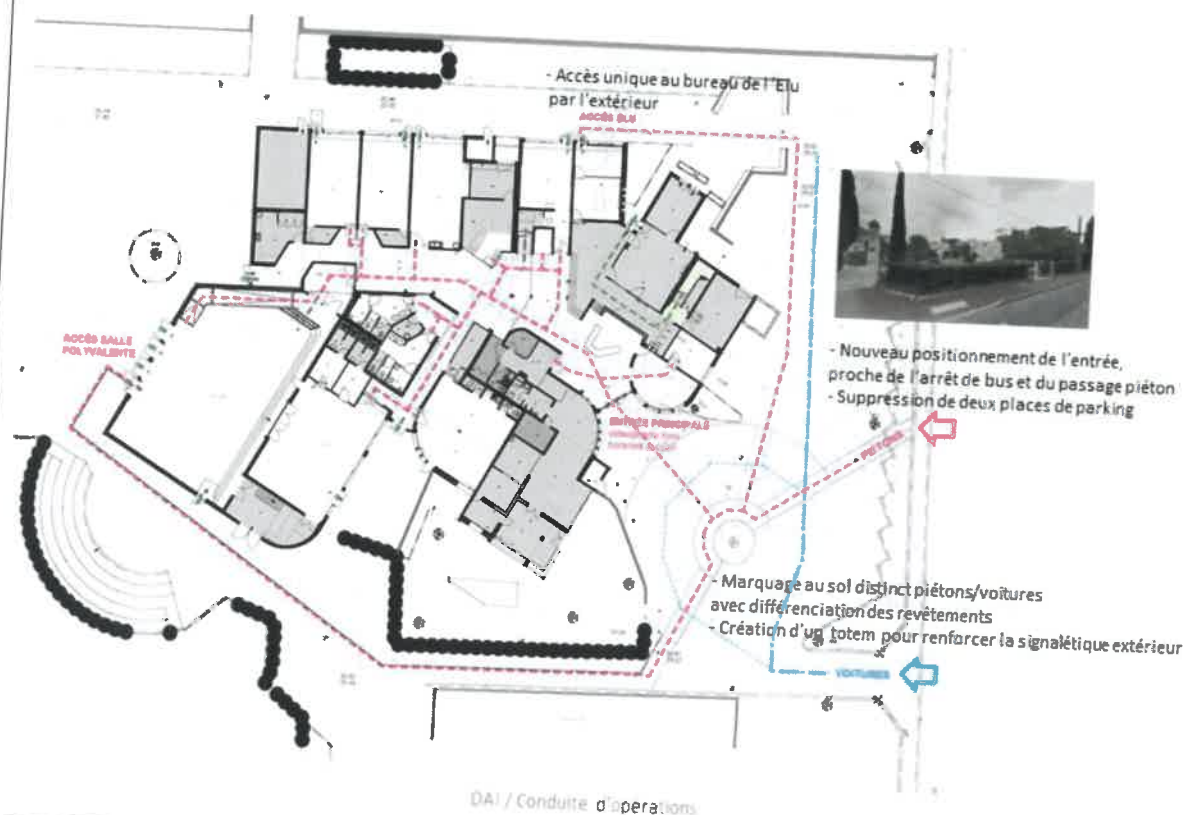 - Accès unique au bureau de l'Elu
par l'extérieur
ACCÈS ELU
ACCÈS SALLE
POLYVALENTE
- Nouveau positionnement de l'entrée,
proche de l'arrêt de bus et du passage piéton
- Suppression de deux places de parking
ENTRÉE PRINCIPALE
PIETONS
- Marquage au sol distinct piétons/voitures
avec différenciation des revêtements
- Création d'un totem pour renforcer la signalétique extérieur
VOITURES
DAI / Conduite d'opérations